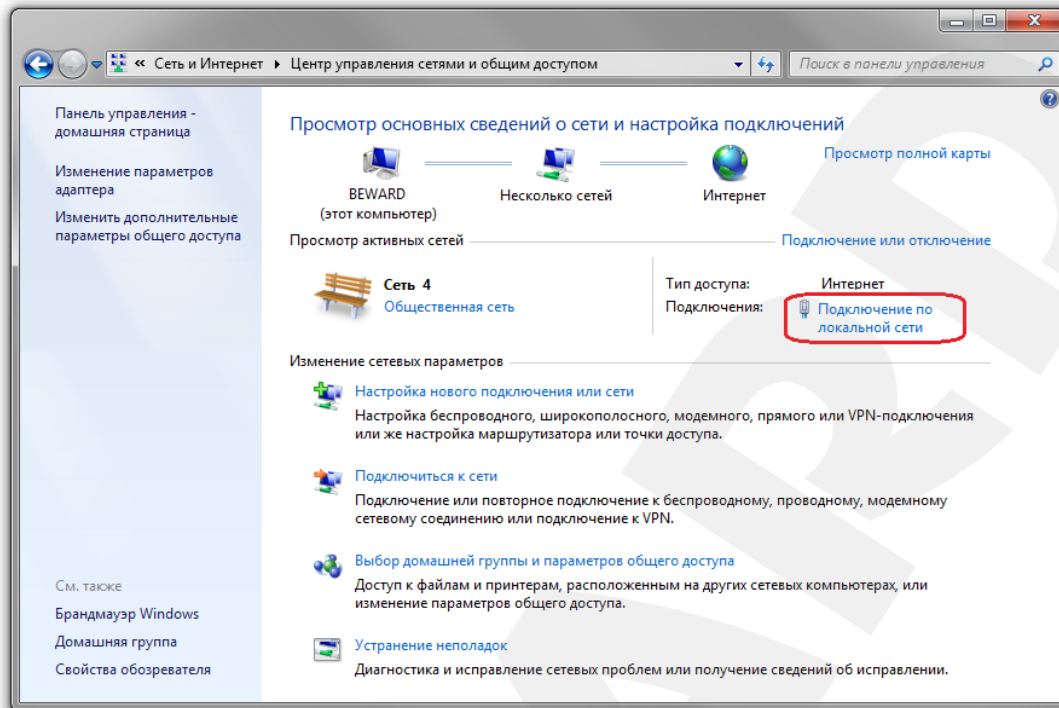 « Сеть и Интернет ▸ Центр управления сетями и общим доступом
Поиск в панели управления
Панель управления -
домашняя страница
Изменение параметров
адаптера
Изменить дополнительные
параметры общего доступа
См. также
Брандмауэр Windows
Домашняя группа
Свойства обозревателя
Просмотр основных сведений о сети и настройка подключений
Просмотр полной карты
BEWARD
(этот компьютер)
Несколько сетей
Интернет
Просмотр активных сетей
Подключение или отключение
Сеть 4
Общественная сеть
Тип доступа: Интернет
Подключения: Подключение по
локальной сети
Изменение сетевых параметров
Настройка нового подключения или сети
Настройка беспроводного, широкополосного, модемного, прямого или VPN-подключения
или же настройка маршрутизатора или точки доступа.
Подключиться к сети
Подключение или повторное подключение к беспроводному, проводному, модемному
сетевому соединению или подключение к VPN.
Выбор домашней группы и параметров общего доступа
Доступ к файлам и принтерам, расположенным на других сетевых компьютерах, или
изменение параметров общего доступа.
Устранение неполадок
Диагностика и исправление сетевых проблем или получение сведений об исправлении.